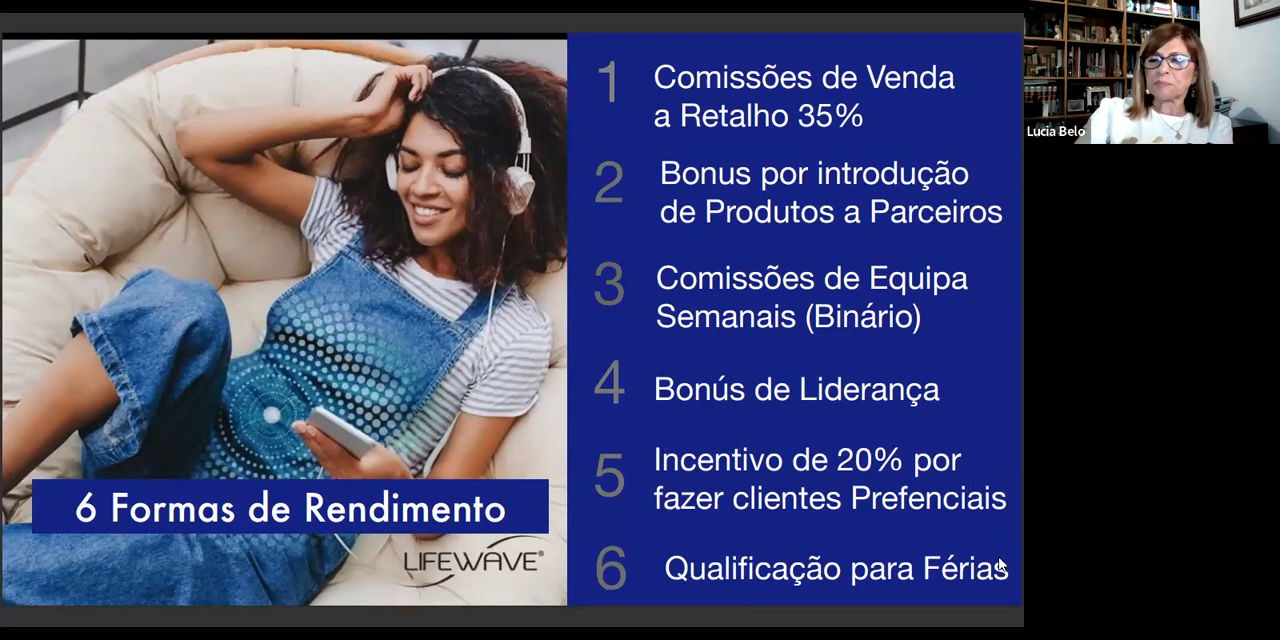 1
Comissões de Venda
a Retalho 35%
2
Bonus por introdução
de Produtos a Parceiros
3
Comissões de Equipa
Semanais (Binário)
4
Bonús de Liderança
5
Incentivo de 20% por
fazer clientes Prefenciais
6
Qualificação para Férias
6 Formas de Rendimento
LIFEWAVE®
Lucia Belo